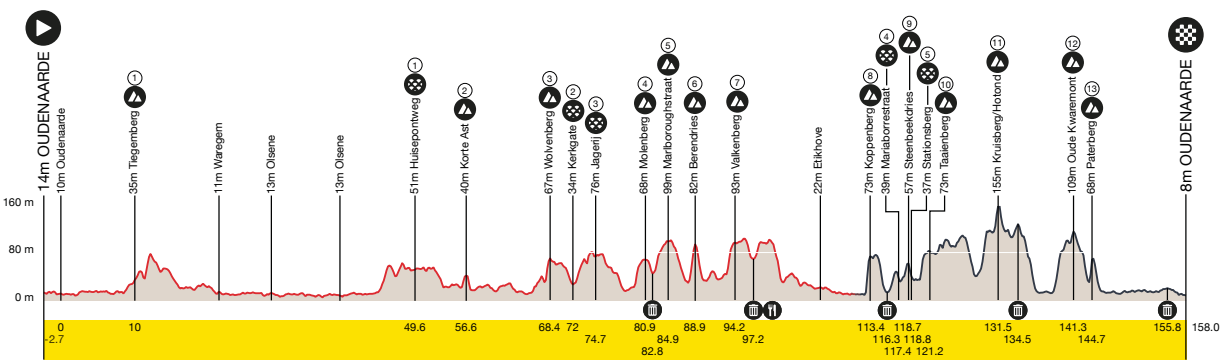 14m OUDENAARDE
10m Oudenaarde
1
35m Tiegemberg
11m Waregem
13m Olsene
13m Olsene
1
51m Huisepontweg
2
40m Korte Ast
3
67m Wolvenberg
2
34m Kerkgate
3
76m Jagerij
4
68m Molenberg
5
99m Marlboroughstraat
6
82m Berendries
7
93m Valkenberg
22m Etikhove
8
73m Koppenberg
4
39m Mariaborrestraat
9
57m Steenbeekdries
5
37m Stationsberg
10
73m Taaienberg
11
155m Kruisberg/Hotond
12
109m Oude Kwaremont
13
68m Paterberg
8m OUDENAARDE
160 m
80 m
0 m
0 10 49.6 56.6 68.4 72 80.9 88.9 94.2 113.4 118.7 131.5 141.3 155.8 158.0
-2.7 74.7 84.9 97.2 116.3 118.8 134.5 144.7
82.8 117.4 121.2